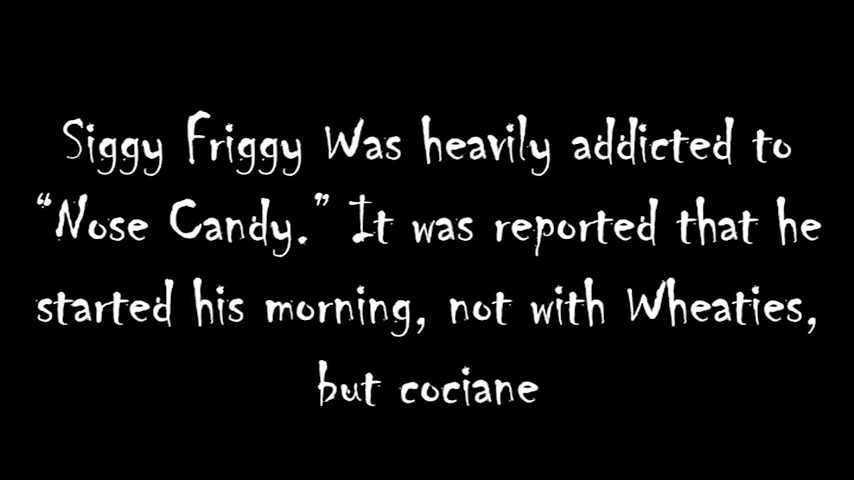 Siggy Friggy Was heavily addicted to
“Nose Candy.” It was reported that he
started his morning, not with Wheaties,
but cociane